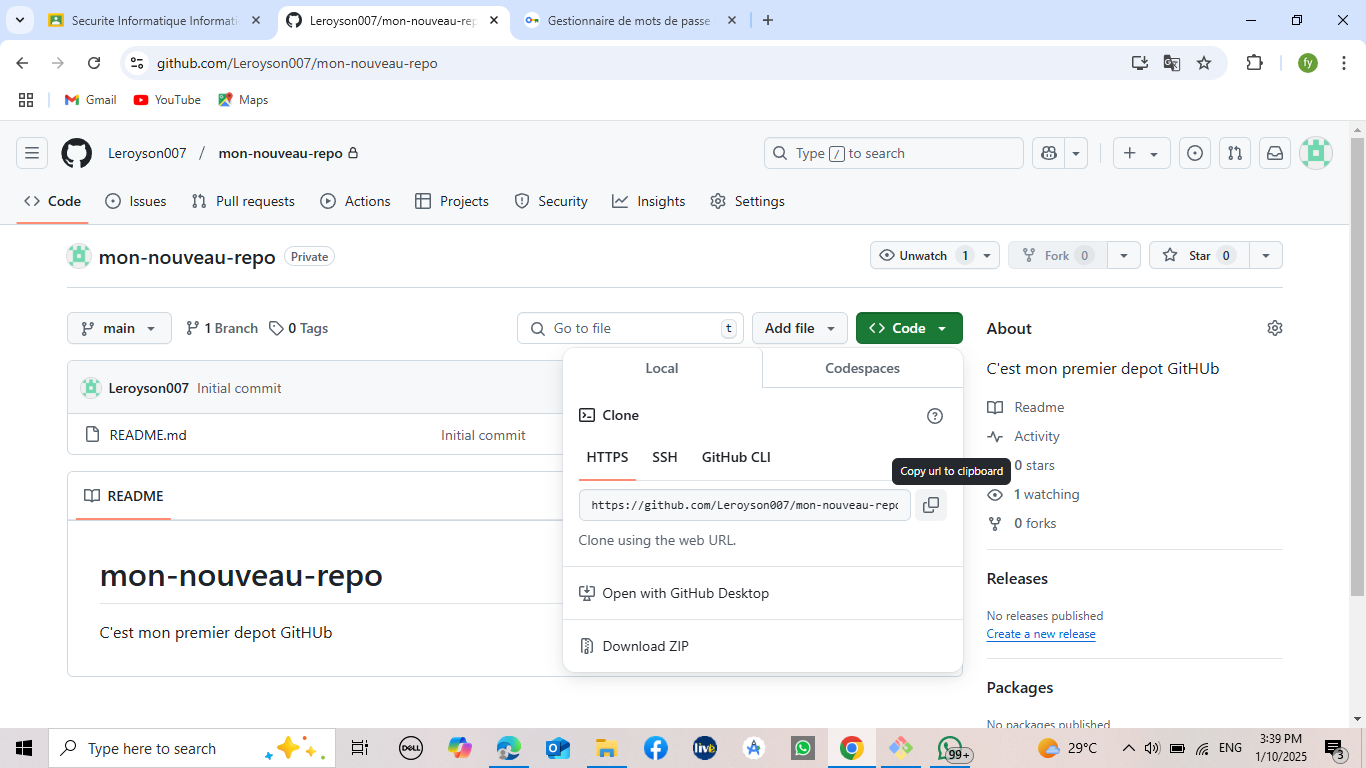 Securite Informatique Informati
Leroyson007/mon-nouveau-rep
Gestionnaire de mots de passe
github.com/Leroyson007/mon-nouveau-repo
fy
Gmail
YouTube
Maps
Leroyson007 / mon-nouveau-repo
Type / to search
Code
Issues
Pull requests
Actions
Projects
Security
Insights
Settings
mon-nouveau-repo Private
Unwatch 1
Fork 0
Star 0
main
1 Branch
0 Tags
Go to file t
Add file
Code
Local
Codespaces
Clone
HTTPS
SSH
GitHub CLI
Copy url to clipboard
https://github.com/Leroyson007/mon-nouveau-repo
Clone using the web URL.
Open with GitHub Desktop
Download ZIP
Leroyson007 Initial commit
README.md
Initial commit
README
mon-nouveau-repo
C'est mon premier depot GitHUb
About
C'est mon premier depot GitHUb
Readme
Activity
0 stars
1 watching
0 forks
Releases
No releases published
Create a new release
Packages
No packages published
Type here to search
DELL
live
99+
29°C
ENG
3:39 PM
1/10/2025
3